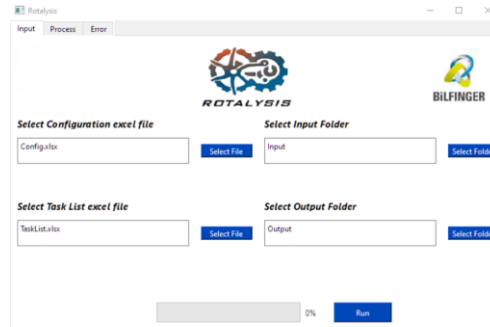 Rotalysis
Input Process Error
ROTALYSIS
BILFINGER
Select Configuration excel file
Select Input Folder
Config.xlsx
Select File
Input
Select Folde
Select Task List excel file
Select Output Folder
TaskList.xlsx
Select File
Output
Select Folde
0%
Run